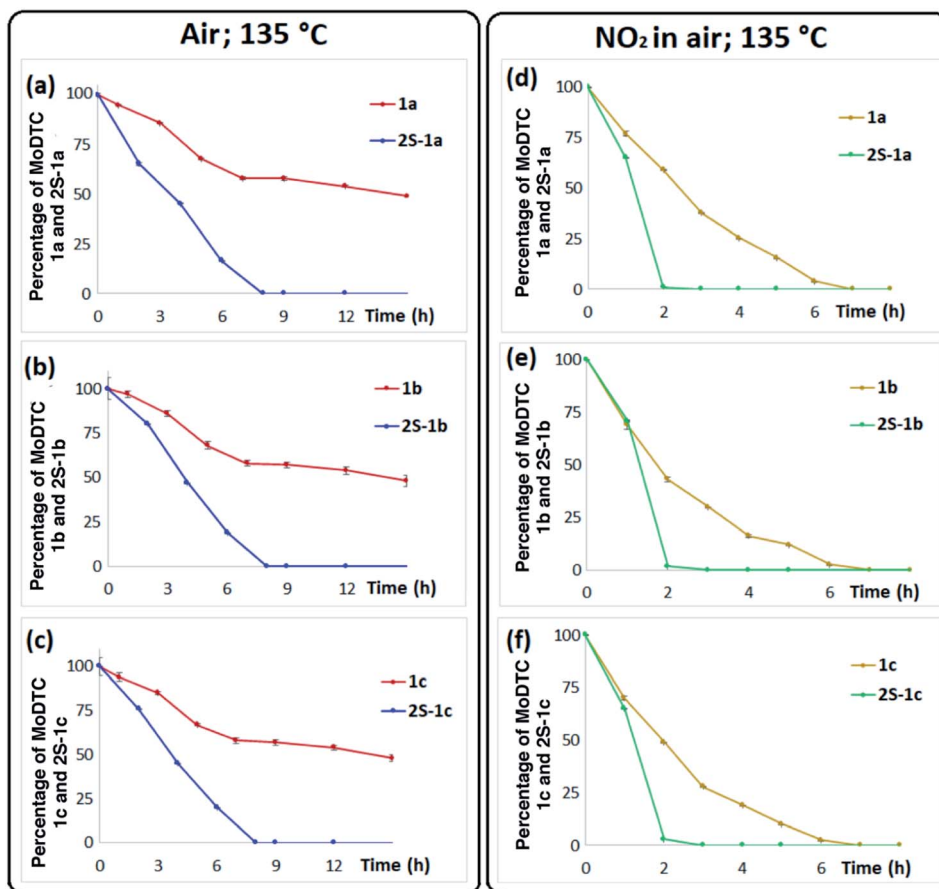 Air; 135 °C
(a)
1a
2S-1a
Percentage of MoDTC
1a and 2S-1a
100
75
50
25
0
0 3 6 9 12 Time (h)
(b)
1b
2S-1b
Percentage of MoDTC
1b and 2S-1b
100
75
50
25
0
0 3 6 9 12 Time (h)
(c)
1c
2S-1c
Percentage of MoDTC
1c and 2S-1c
100
75
50
25
0
0 3 6 9 12 Time (h)
NO₂ in air; 135 °C
(d)
1a
2S-1a
Percentage of MoDTC
1a and 2S-1a
100
75
50
25
0
0 2 4 6 Time (h)
(e)
1b
2S-1b
Percentage of MoDTC
1b and 2S-1b
100
75
50
25
0
0 2 4 6 Time (h)
(f)
1c
2S-1c
Percentage of MoDTC
1c and 2S-1c
100
75
50
25
0
0 2 4 6 Time (h)